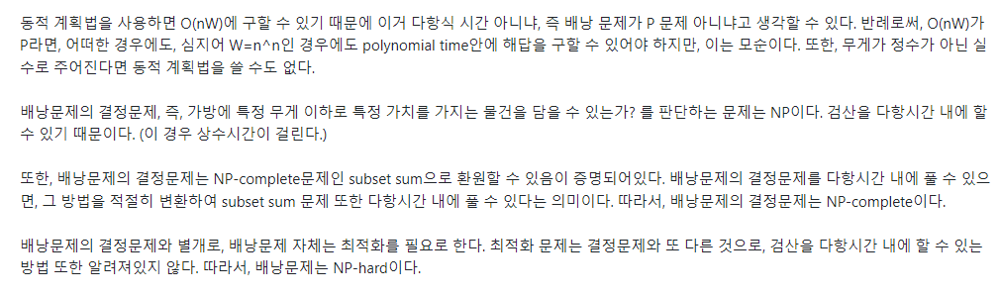 동적 계획법을 사용하면 O(nW)에 구할 수 있기 때문에 이거 다항식 시간 아니냐, 즉 배낭 문제가 P 문제 아니냐고 생각할 수 있다. 반례로써, O(nW)가
P라면, 어떠한 경우에도, 심지어 W=n^n인 경우에도 polynomial time안에 해답을 구할 수 있어야 하지만, 이는 모순이다. 또한, 무게가 정수가 아닌 실
수로 주어진다면 동적 계획법을 쓸 수도 없다.
배낭문제의 결정문제, 즉, 가방에 특정 무게 이하로 특정 가치를 가지는 물건을 담을 수 있는가? 를 판단하는 문제는 NP이다. 검산을 다항시간 내에 할
수 있기 때문이다. (이 경우 상수시간이 걸린다.)
또한, 배낭문제의 결정문제는 NP-complete문제인 subset sum으로 환원할 수 있음이 증명되어있다. 배낭문제의 결정문제를 다항시간 내에 풀 수 있으
면, 그 방법을 적절히 변환하여 subset sum 문제 또한 다항시간 내에 풀 수 있다는 의미이다. 따라서, 배낭문제의 결정문제는 NP-complete이다.
배낭문제의 결정문제와 별개로, 배낭문제 자체는 최적화를 필요로 한다. 최적화 문제는 결정문제와 또 다른 것으로, 검산을 다항시간 내에 할 수 있는
방법 또한 알려져있지 않다. 따라서, 배낭문제는 NP-hard이다.